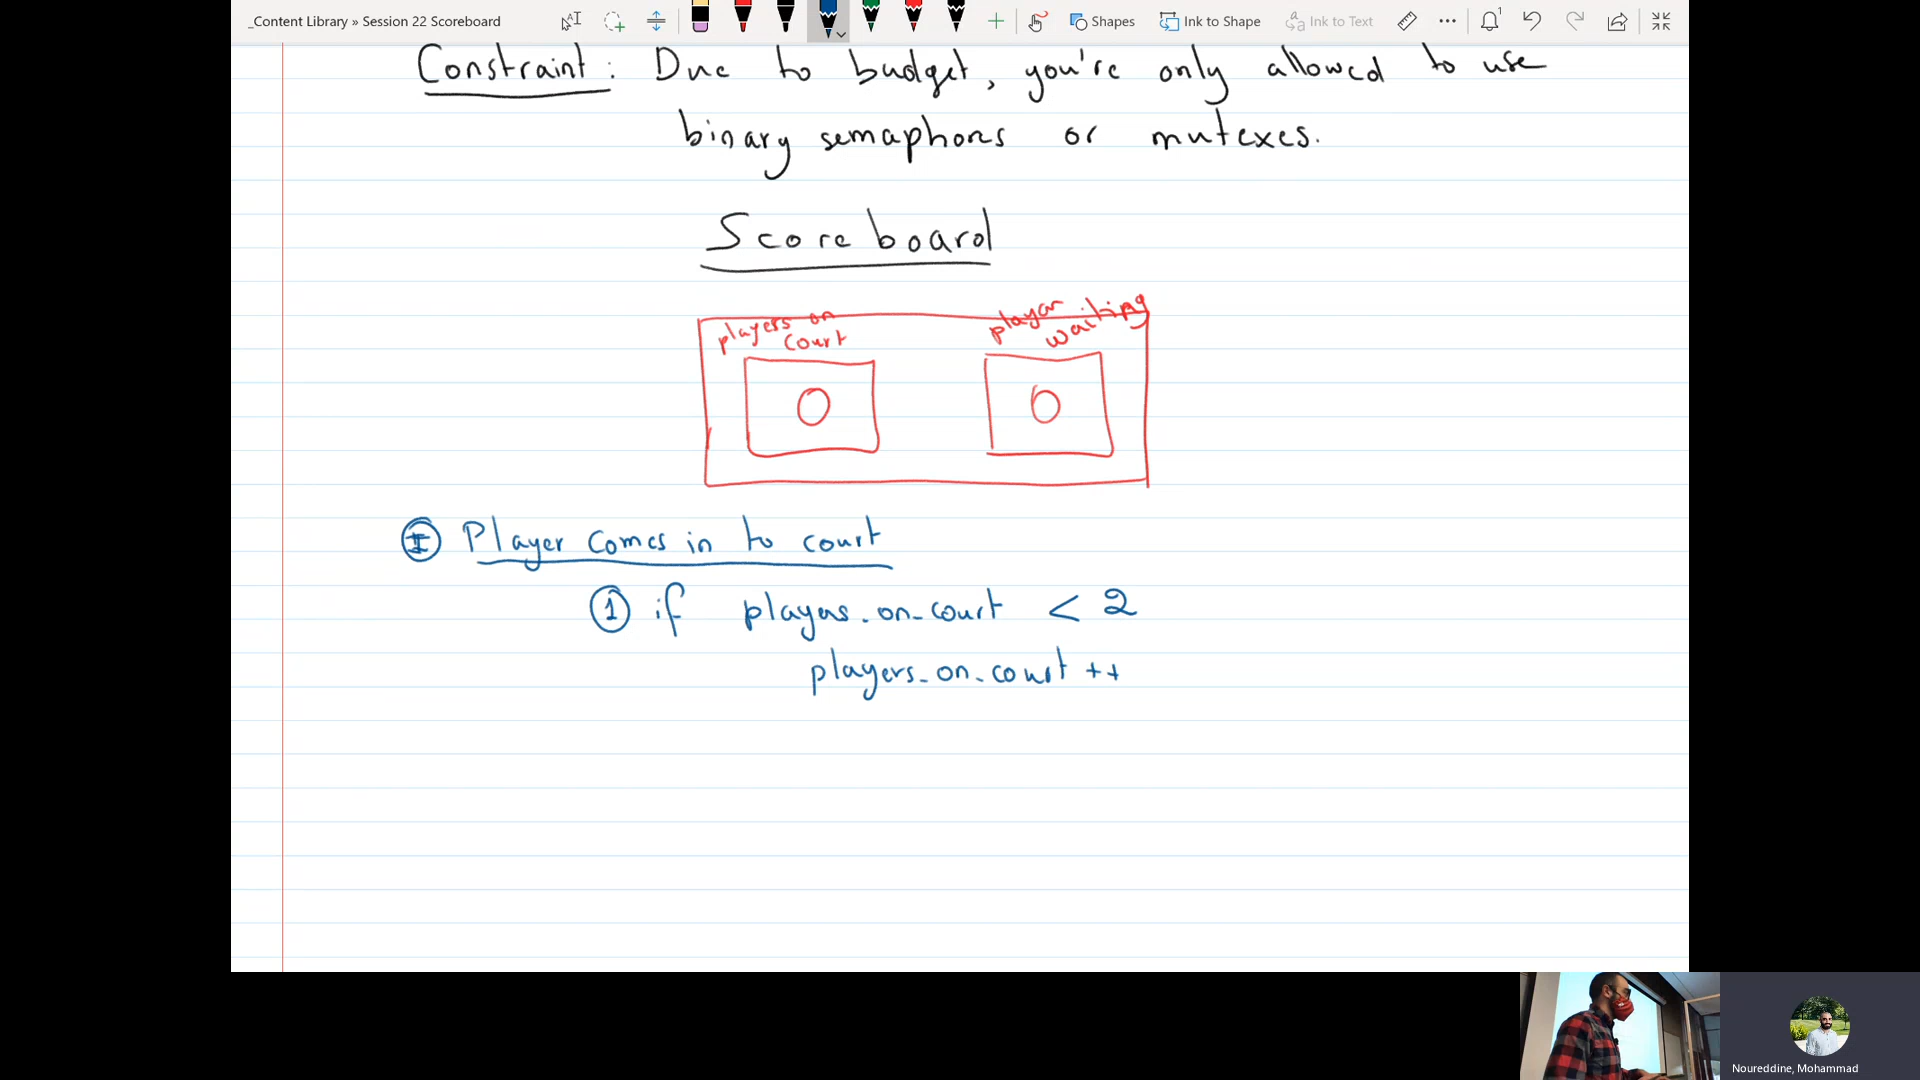 _Content Library » Session 22 Scoreboard
Shapes
Ink to Shape
Ink to Text
1
Constraint: Due to budget, you're only allowed to use
binary semaphores or mutexes.
Scoreboard
players on court
player waiting
0
0
I Player comes in to court
1 if players_on_court < 2
players_on_court ++
Noureddine, Mohammad